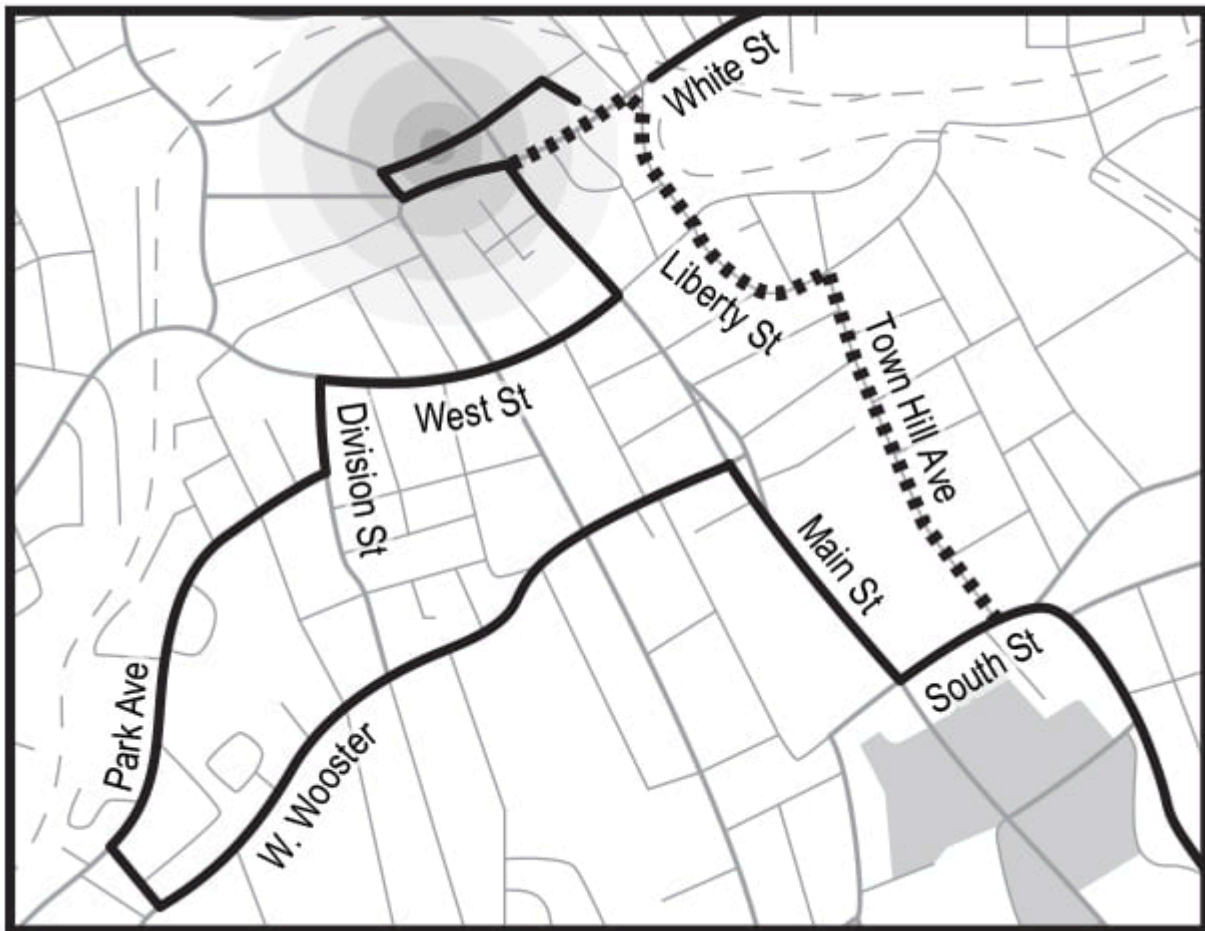 White St
Liberty St
Town Hill Ave
West St
Division St
Main St
South St
Park Ave
W. Wooster